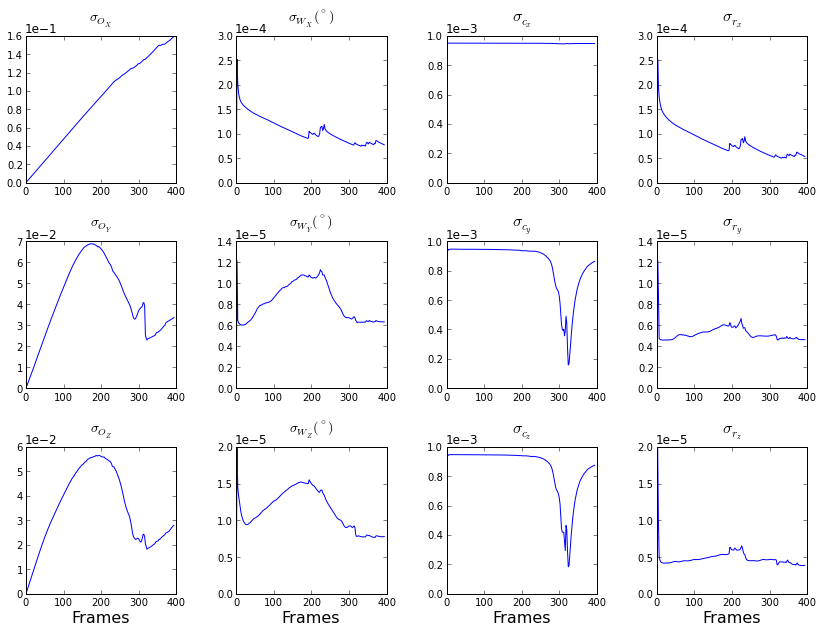 σ_{O_X} σ_{W_X}(°) σ_{c_x} σ_{r_x}
1e−1 1e−4 1e−3 1e−4
1.6 3.0 1.0 3.0
1.4 2.5 0.8 2.5
1.2 2.0 0.6 2.0
1.0 1.5 0.4 1.5
0.8 1.0 0.2 1.0
0.6 0.5 0.0 0.5
0.4 0.0 0.0
0.2
0.0
0 100 200 300 400 0 100 200 300 400 0 100 200 300 400 0 100 200 300 400
σ_{O_Y} σ_{W_Y}(°) σ_{c_y} σ_{r_y}
1e−2 1e−5 1e−3 1e−5
7 1.4 1.0 1.4
6 1.2 0.8 1.2
5 1.0 0.6 1.0
4 0.8 0.4 0.8
3 0.6 0.2 0.6
2 0.4 0.0 0.4
1 0.2 0.2
0 0.0 0.0
0 100 200 300 400 0 100 200 300 400 0 100 200 300 400 0 100 200 300 400
σ_{O_Z} σ_{W_Z}(°) σ_{c_z} σ_{r_z}
1e−2 1e−5 1e−3 1e−5
6 2.0 1.0 2.0
5 1.5 0.8 1.5
4 1.0 0.6 1.0
3 0.5 0.4 0.5
2 0.0 0.2 0.0
1 0.0
0
0 100 200 300 400 0 100 200 300 400 0 100 200 300 400 0 100 200 300 400
Frames Frames Frames Frames